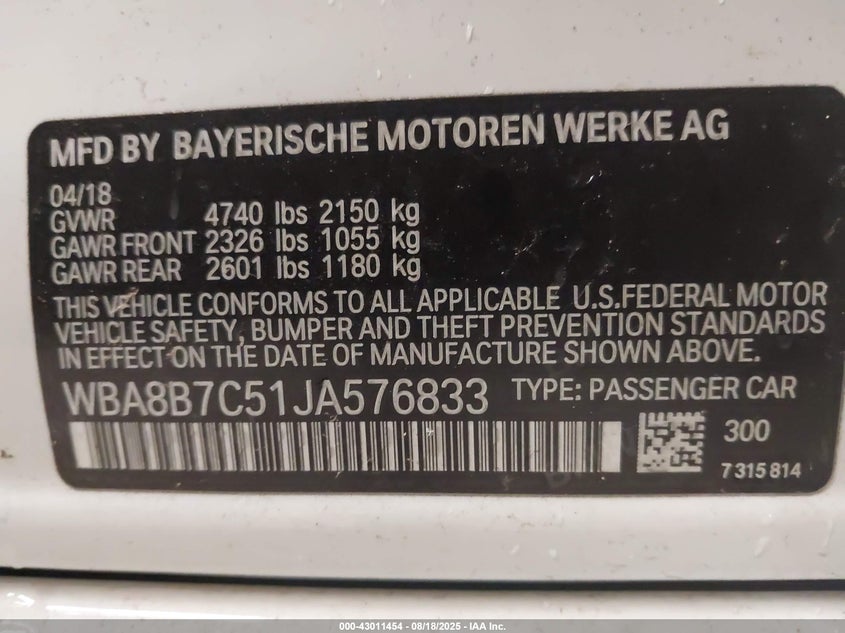 MFD BY BAYERISCHE MOTOREN WERKE AG
04/18
GVWR 4740 lbs 2150 kg
GAWR FRONT 2326 lbs 1055 kg
GAWR REAR 2601 lbs 1180 kg
THIS VEHICLE CONFORMS TO ALL APPLICABLE U.S.FEDERAL MOTOR
VEHICLE SAFETY, BUMPER AND THEFT PREVENTION STANDARDS
IN EFFECT ON THE DATE OF MANUFACTURE SHOWN ABOVE.
WBA8B7C51JA576833 TYPE: PASSENGER CAR
300
7 315 814
000-43011454 - 08/18/2025 - IAA Inc.